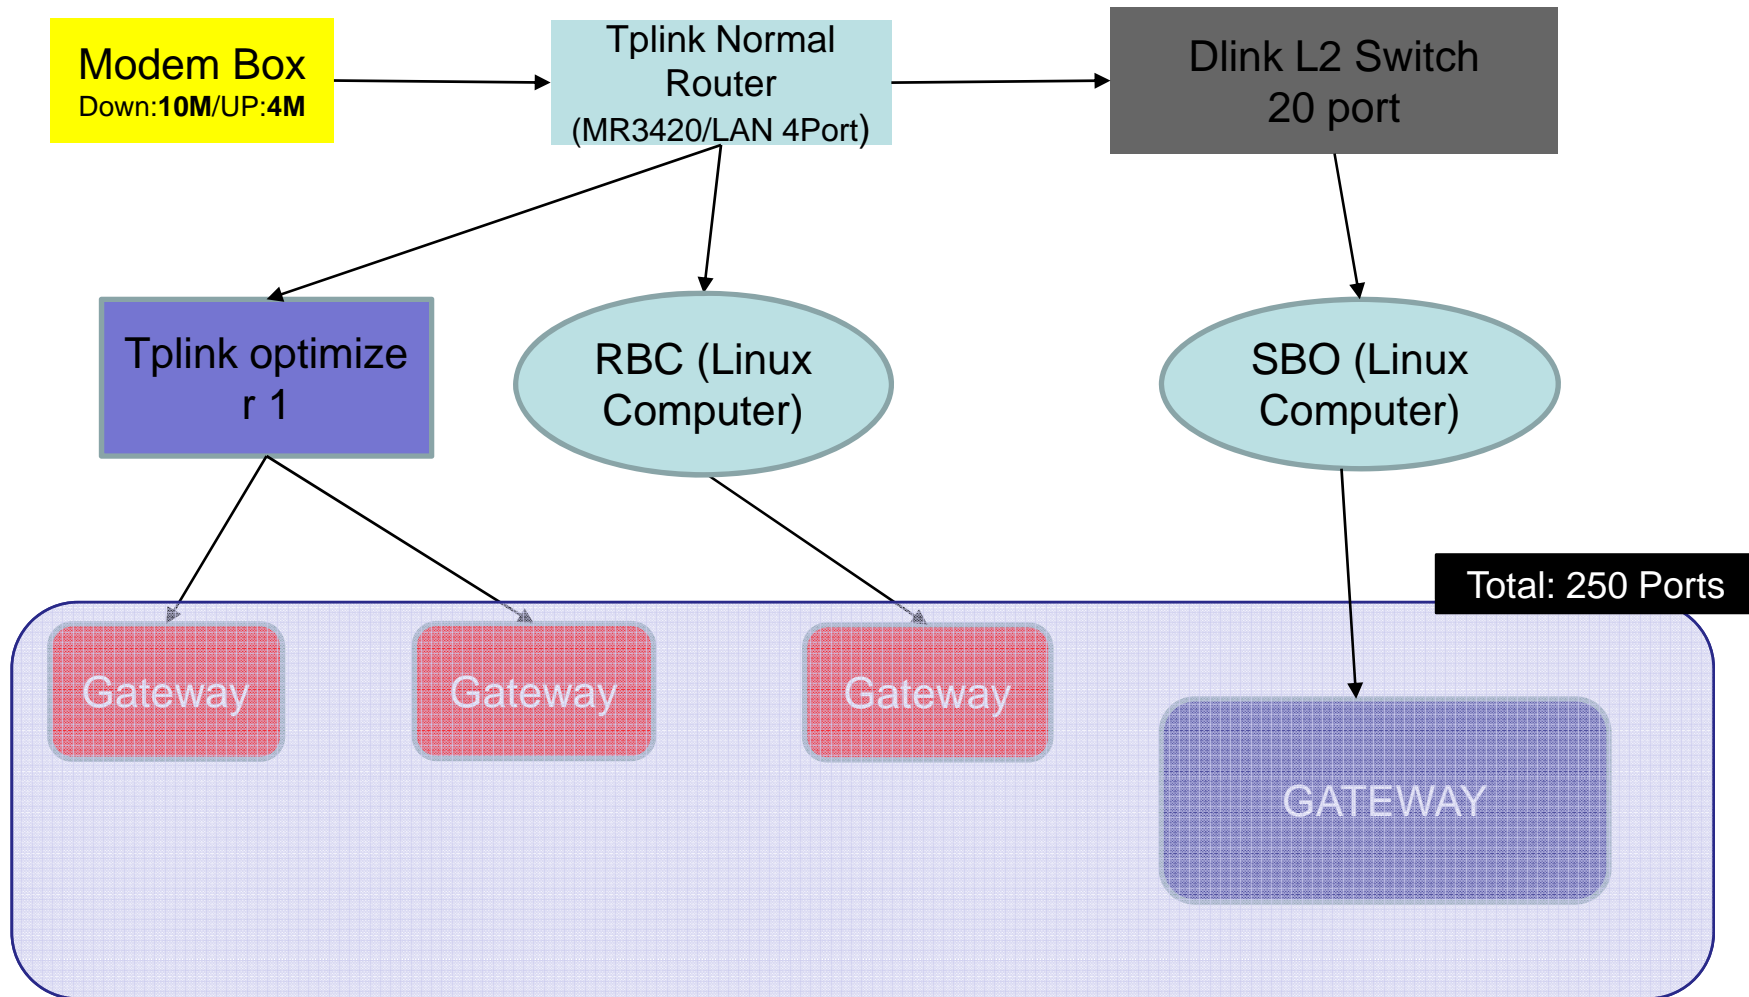 Modem Box
Down:10M/UP:4M
Tplink Normal
Router
(MR3420/LAN 4Port)
Dlink L2 Switch
20 port
Tplink optimize
r 1
RBC (Linux
Computer)
SBO (Linux
Computer)
Total: 250 Ports
Gateway
Gateway
Gateway
GATEWAY